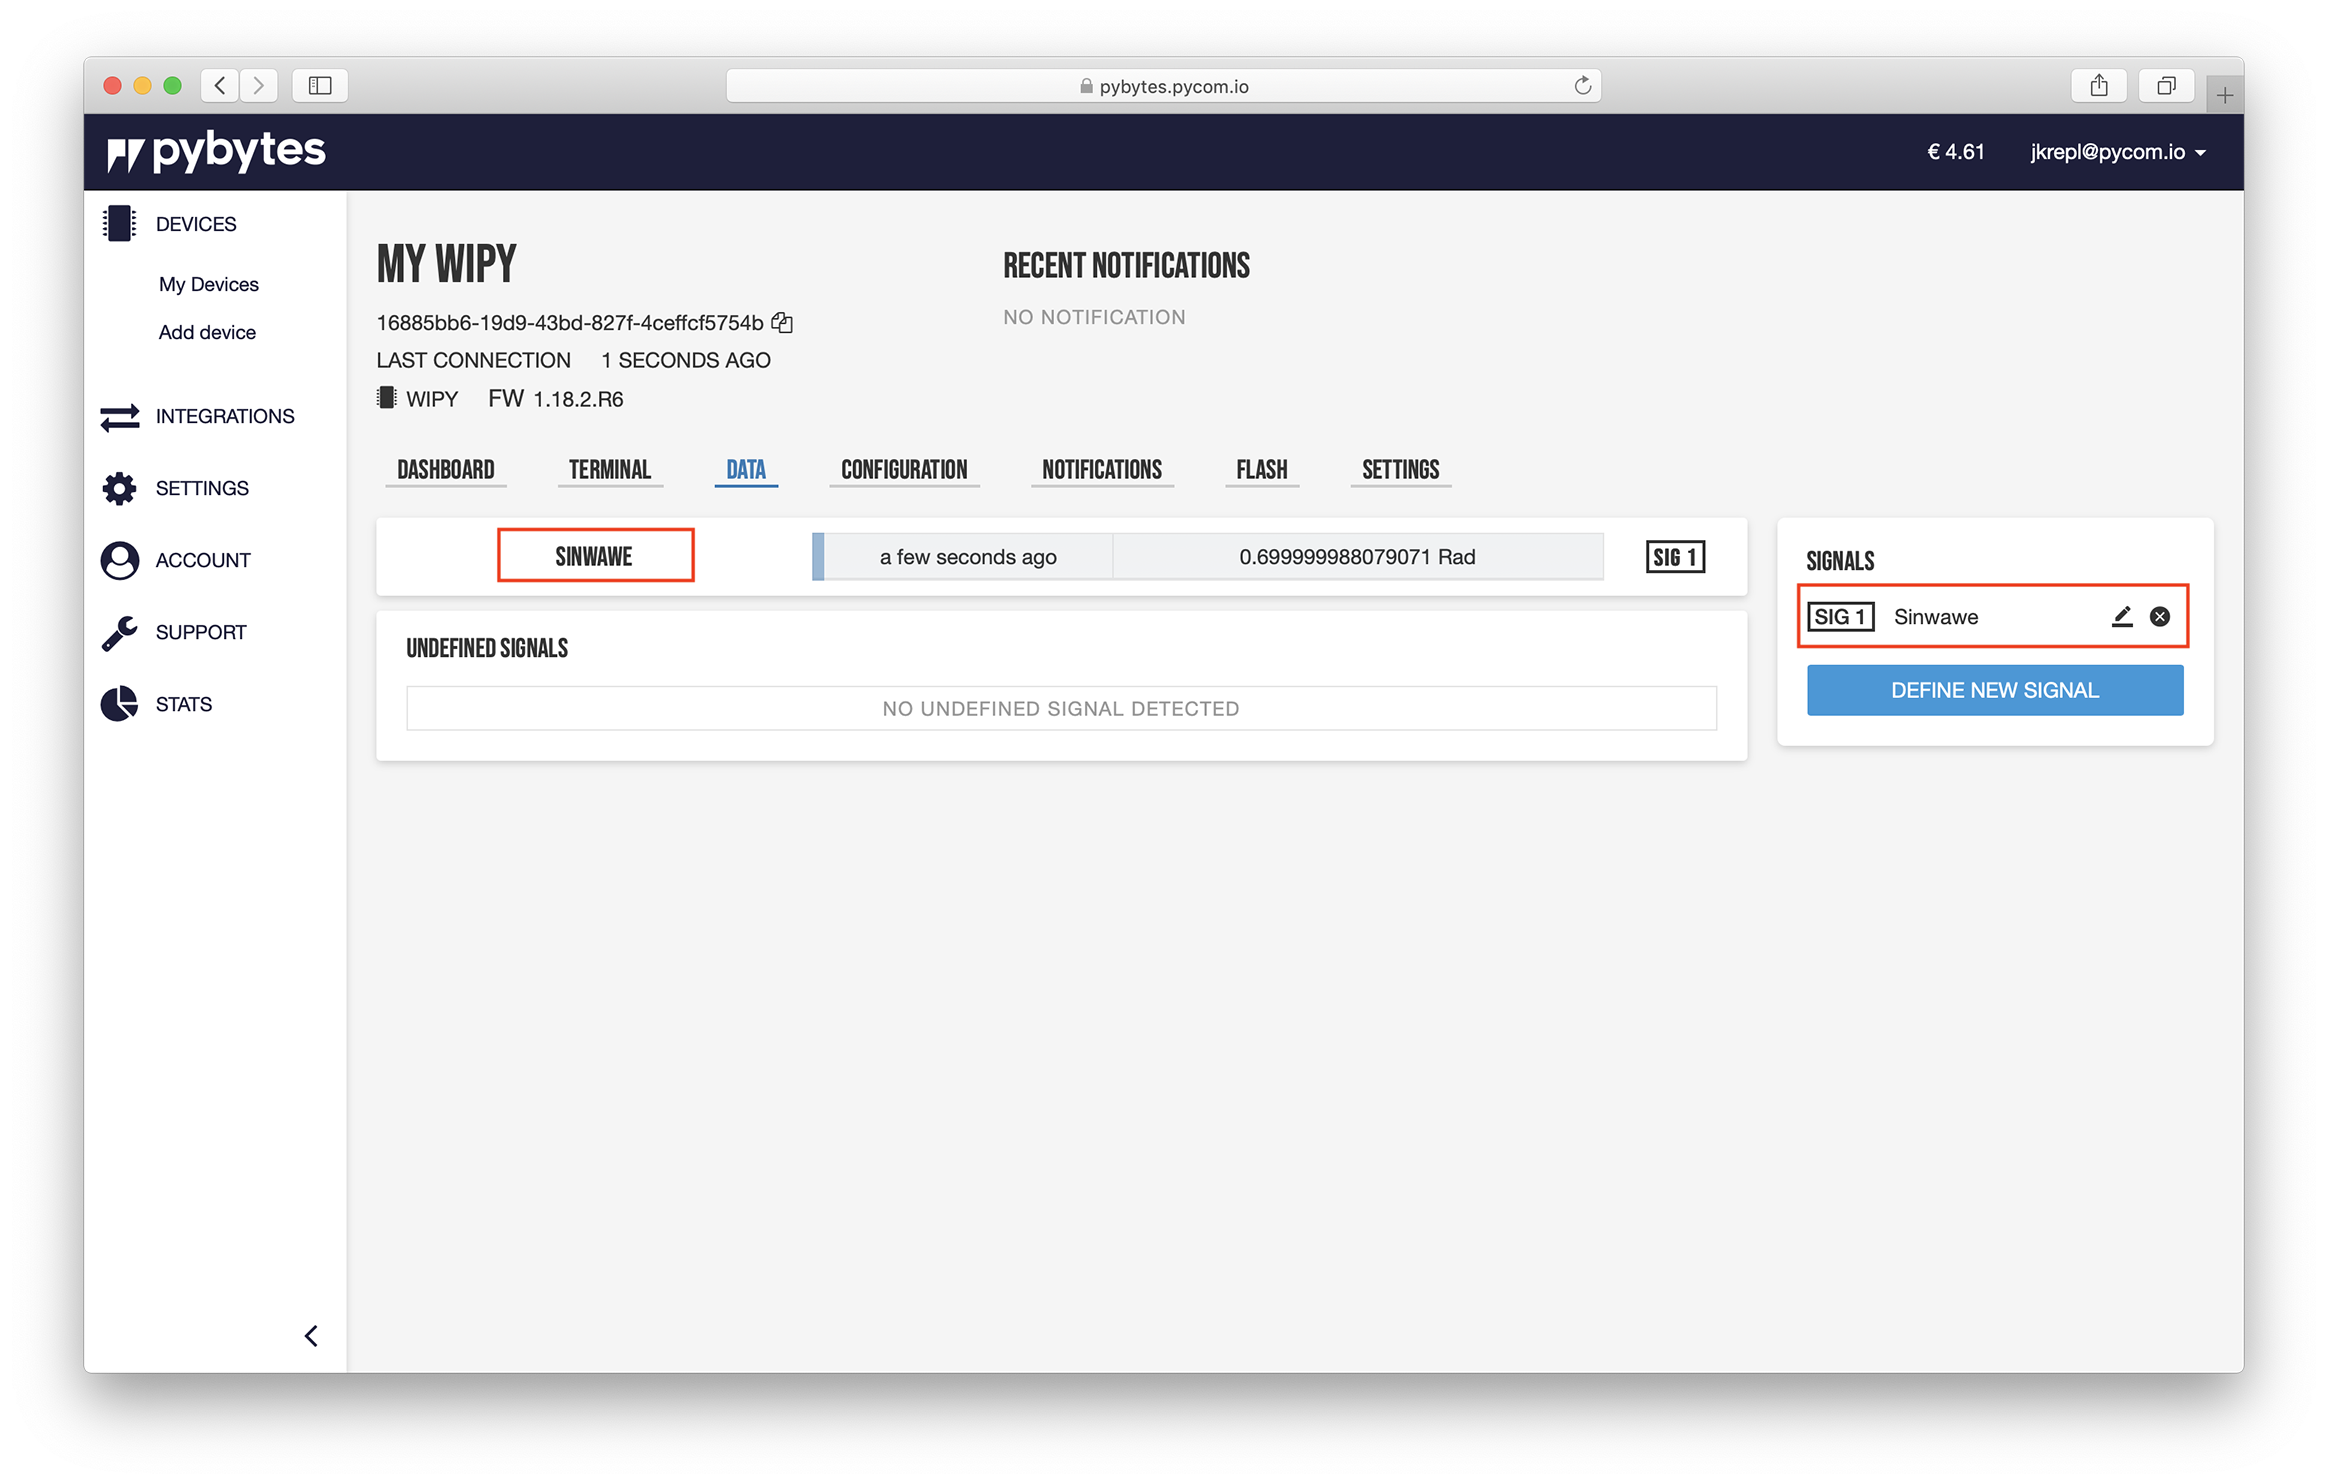 pybytes.pycom.io
pybytes
€ 4.61
jkrepl@pycom.io
DEVICES
My Devices
Add device
INTEGRATIONS
SETTINGS
ACCOUNT
SUPPORT
STATS
MY WIPY
16885bb6-19d9-43bd-827f-4ceffcf5754b
LAST CONNECTION 1 SECONDS AGO
WIPY FW 1.18.2.R6
RECENT NOTIFICATIONS
NO NOTIFICATION
DASHBOARD TERMINAL DATA CONFIGURATION NOTIFICATIONS FLASH SETTINGS
SINWAWE a few seconds ago 0.699999988079071 Rad SIG 1
UNDEFINED SIGNALS
NO UNDEFINED SIGNAL DETECTED
SIGNALS
SIG 1 Sinwawe
DEFINE NEW SIGNAL